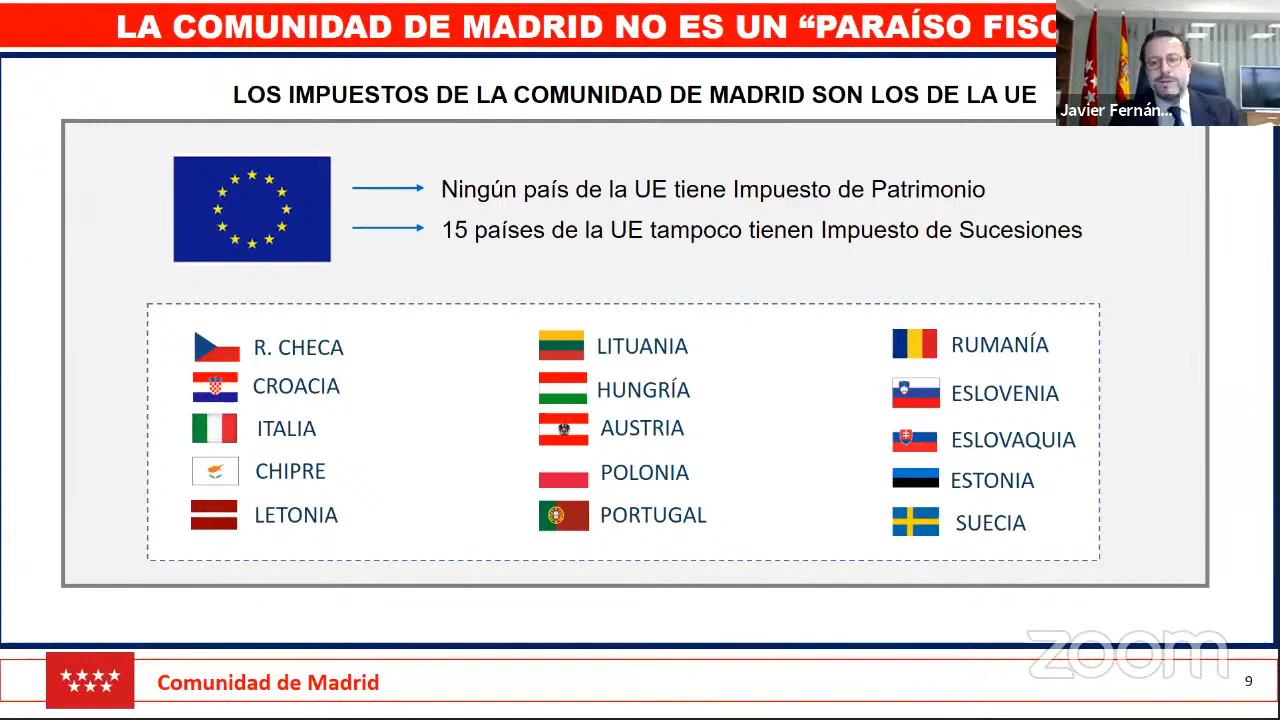 LA COMUNIDAD DE MADRID NO ES UN “PARAÍSO FISC
Javier Fernán...
LOS IMPUESTOS DE LA COMUNIDAD DE MADRID SON LOS DE LA UE
Ningún país de la UE tiene Impuesto de Patrimonio
15 países de la UE tampoco tienen Impuesto de Sucesiones
R. CHECA
CROACIA
ITALIA
CHIPRE
LETONIA
LITUANIA
HUNGRÍA
AUSTRIA
POLONIA
PORTUGAL
RUMANÍA
ESLOVENIA
ESLOVAQUIA
ESTONIA
SUECIA
zoom
Comunidad de Madrid
9